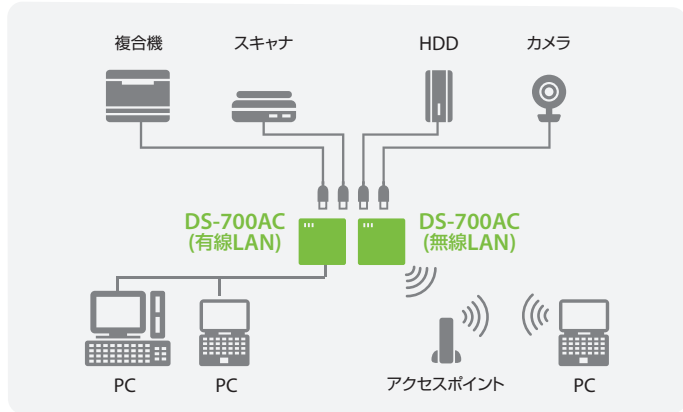 複合機
スキャナ
HDD
カメラ
DS-700AC
(有線LAN)
DS-700AC
(無線LAN)
PC
PC
アクセスポイント
PC